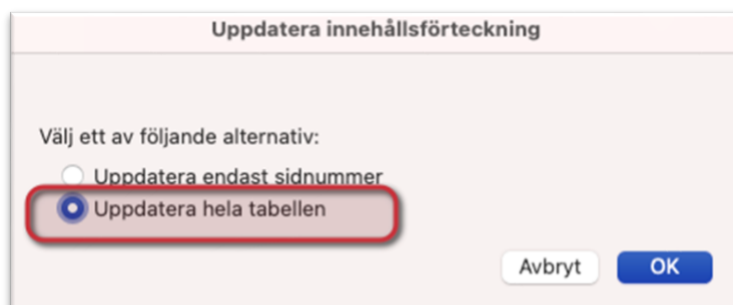 Uppdatera innehållsförteckning
Välj ett av följande alternativ:
Uppdatera endast sidnummer
Uppdatera hela tabellen
Avbryt OK